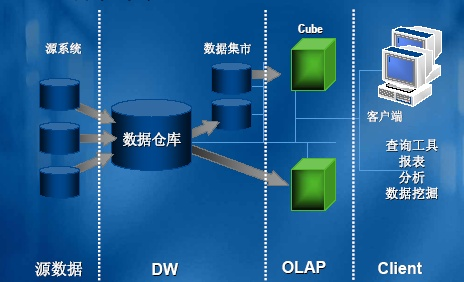 源系统
数据集市
Cube
数据仓库
客户端
查询工具
报表
分析
数据挖掘
源数据
DW
OLAP
Client